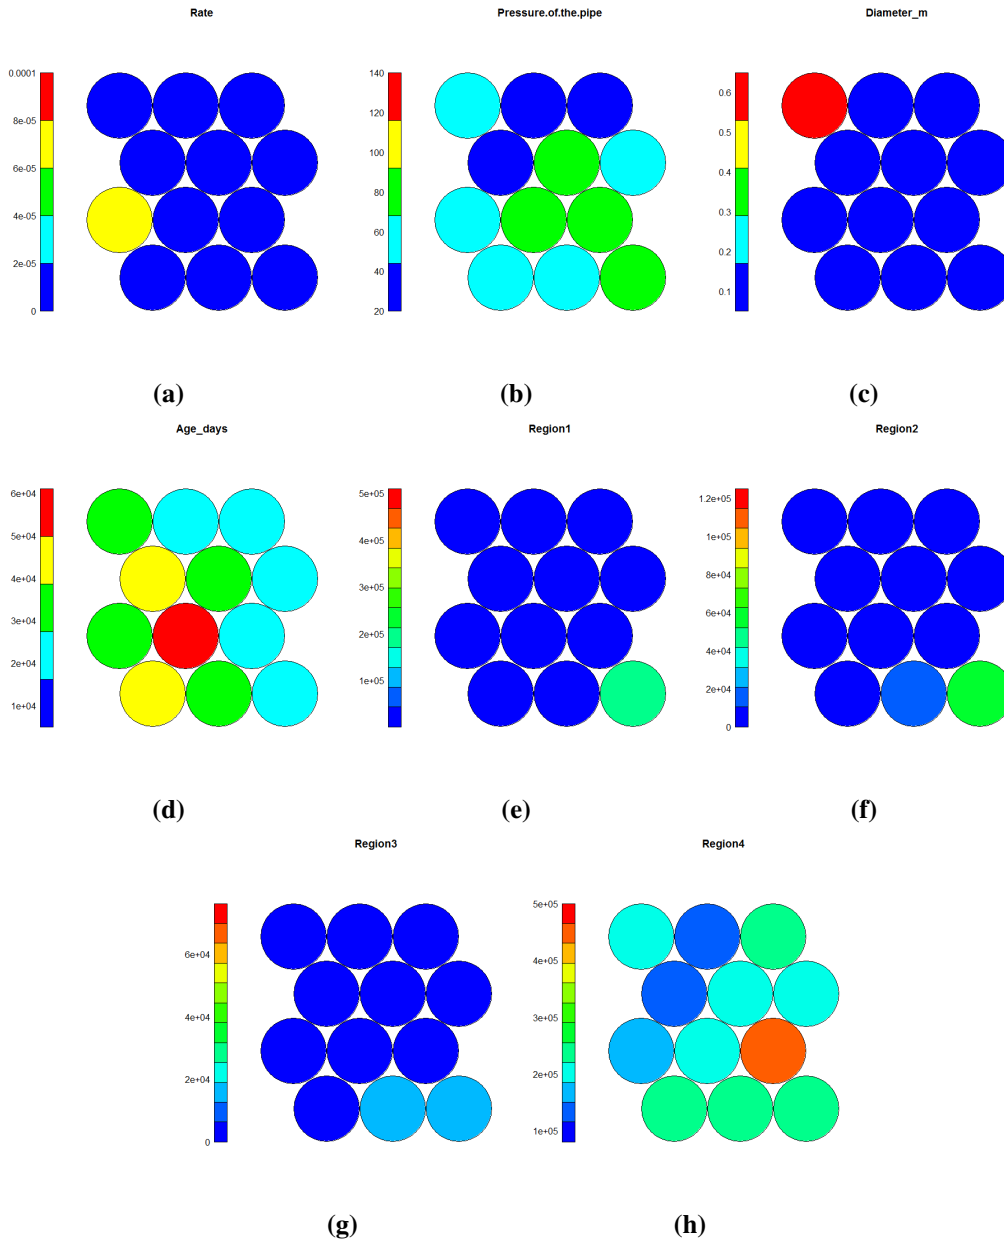 Rate
Pressure.of.the.pipe
Diameter_m
0.0001
8e-05
6e-05
4e-05
2e-05
0
140
120
100
80
60
40
20
0.6
0.5
0.4
0.3
0.2
0.1
(a)
(b)
(c)
Age_days
Region1
Region2
6e+04
5e+04
4e+04
3e+04
2e+04
1e+04
5e+05
4e+05
3e+05
2e+05
1e+05
1.2e+05
1e+05
8e+04
6e+04
4e+04
2e+04
0
(d)
(e)
(f)
Region3
Region4
6e+04
4e+04
2e+04
0
5e+05
4e+05
3e+05
2e+05
1e+05
(g)
(h)